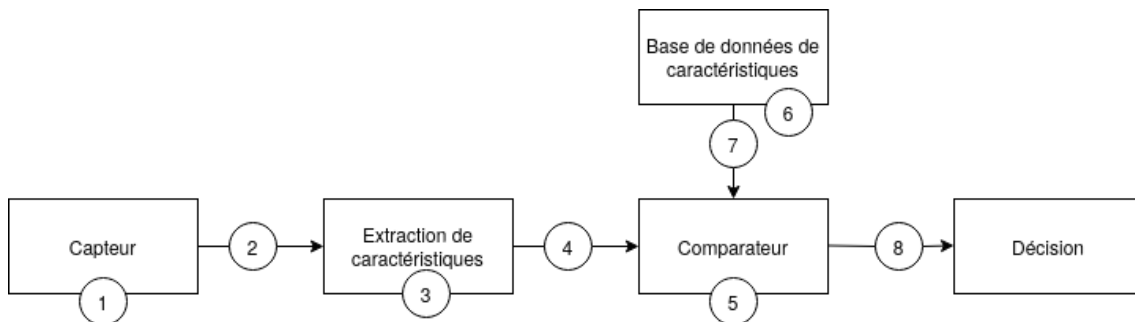 Base de données de
caractéristiques
6
7
Capteur
2
Extraction de
caractéristiques
4
Comparateur
8
Décision
1
3
5